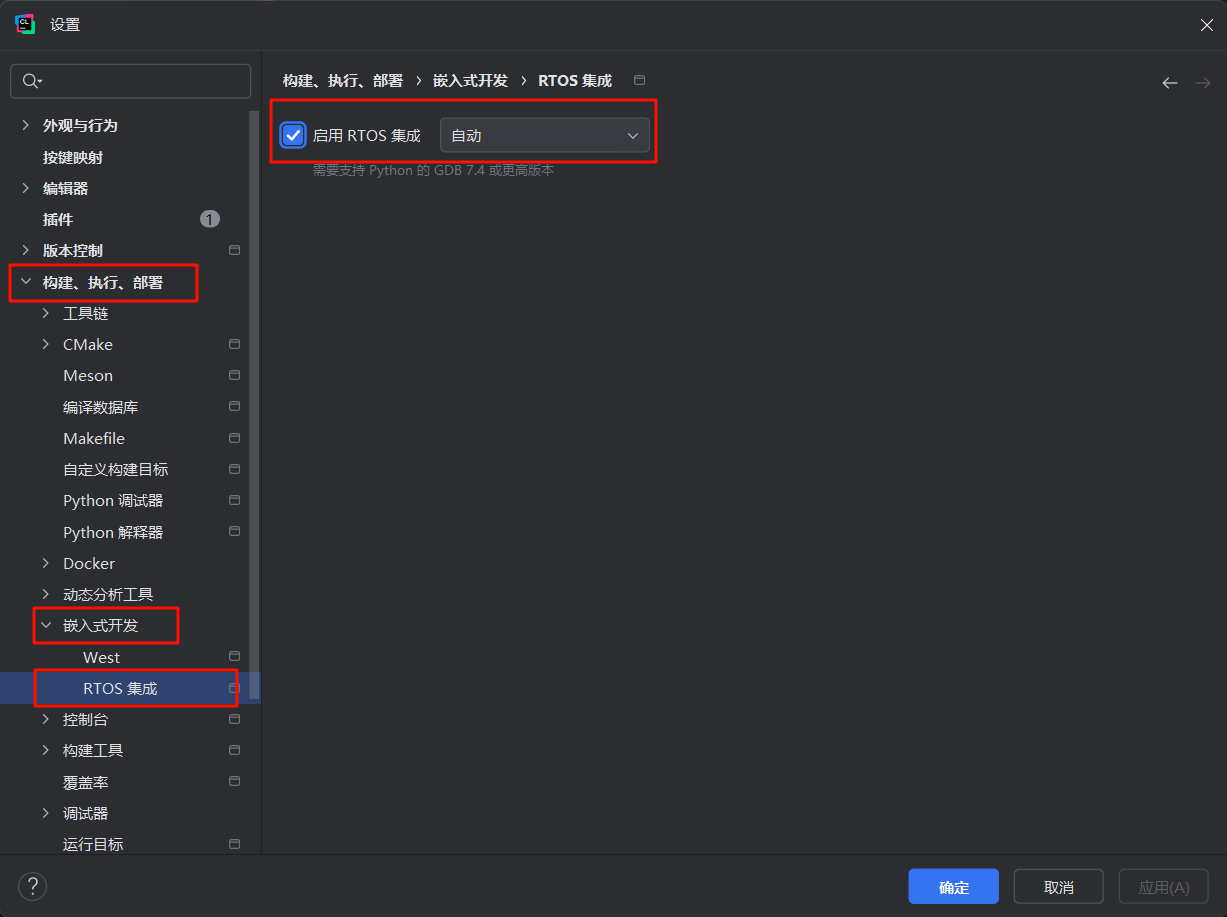 设置
外观与行为
按键映射
编辑器
插件 1
版本控制
构建、执行、部署
工具链
CMake
Meson
编译数据库
Makefile
自定义构建目标
Python 调试器
Python 解释器
Docker
动态分析工具
嵌入式开发
West
RTOS 集成
控制台
构建工具
覆盖率
调试器
运行目标
构建、执行、部署 › 嵌入式开发 › RTOS 集成
启用 RTOS 集成 自动
需要支持 Python 的 GDB 7.4 或更高版本
? 确定 取消 应用(A)